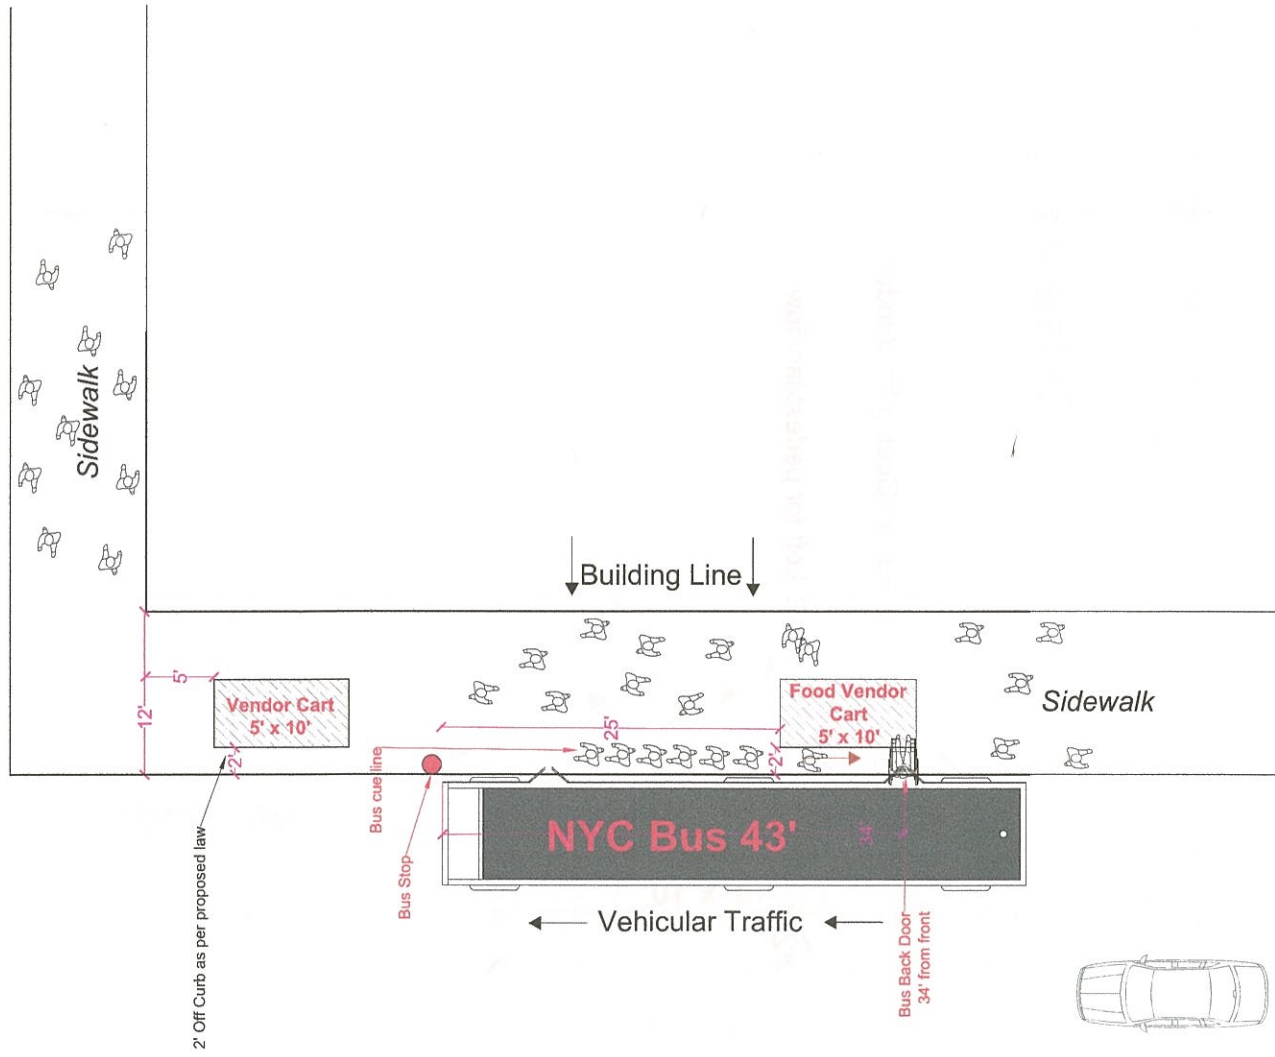 Sidewalk
Building Line
5'
12'
Vendor Cart
5' x 10'
2'
25'
Food Vendor
Cart
5' x 10'
2'
Sidewalk
Bus cue line
Bus Stop
2' Off Curb as per proposed law
NYC Bus 43'
34'
Vehicular Traffic
Bus Back Door
34' from front